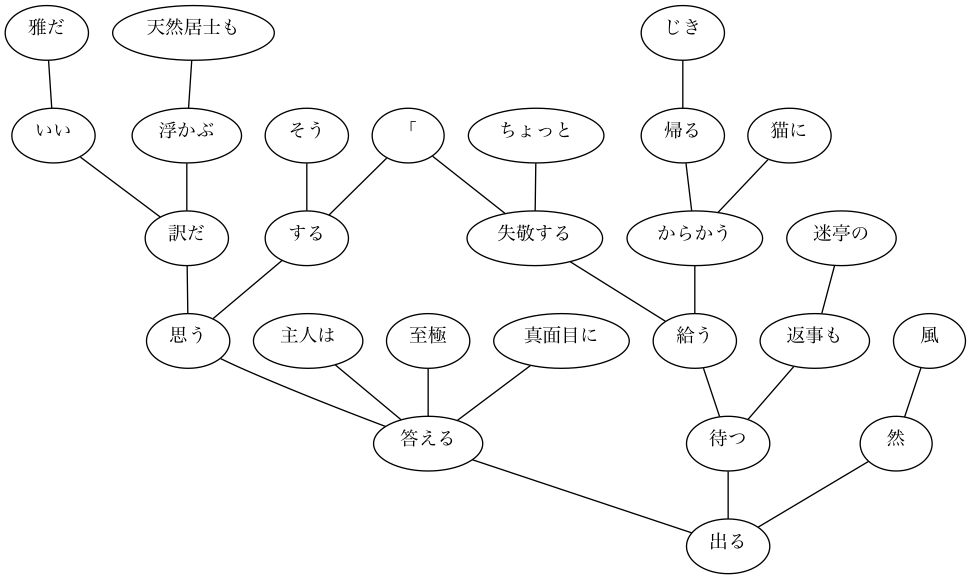 雅だ
天然居士も
じき
いい
浮かぶ
そう
「
ちょっと
帰る
猫に
訳だ
する
失敬する
からかう
迷亭の
思う
主人は
至極
真面目に
給う
返事も
風
答える
待つ
然
出る